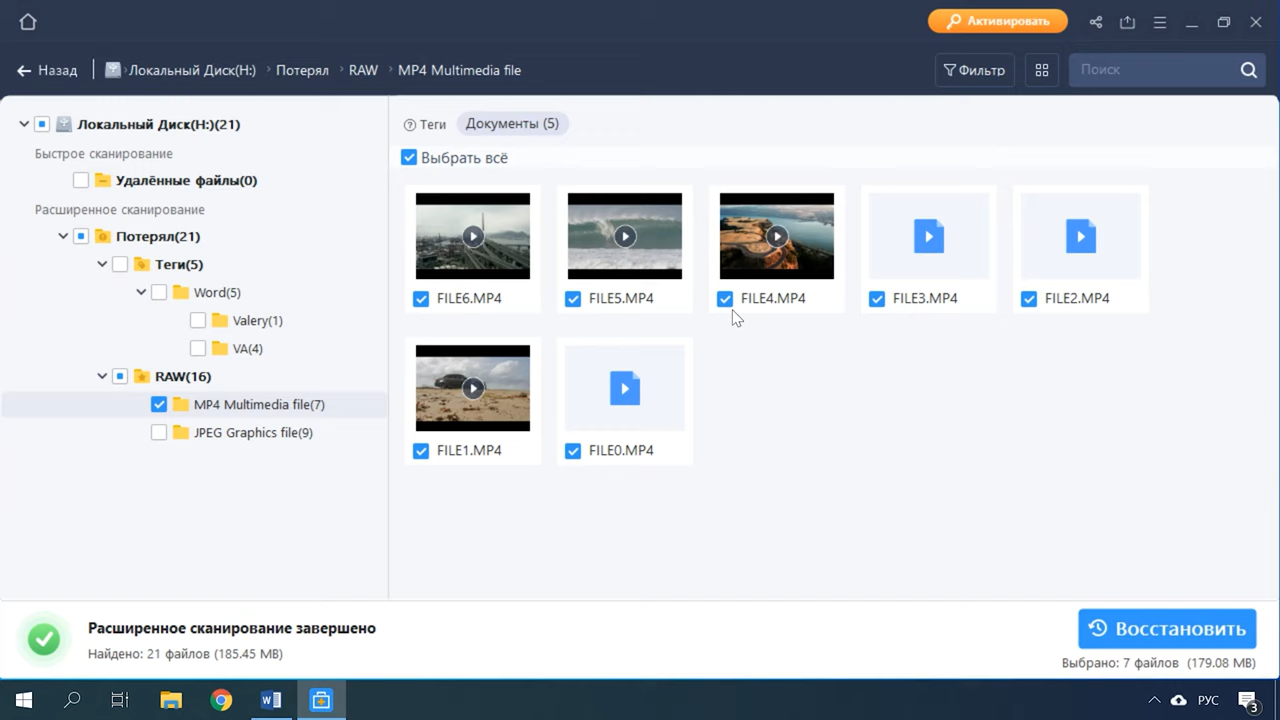 Активировать
Назад
Локальный Диск(H:)
Потерял
RAW
MP4 Multimedia file
Фильтр
Поиск
Локальный Диск(H:)(21)
Быстрое сканирование
Удалённые файлы(0)
Расширенное сканирование
Потерял(21)
Теги(5)
Word(5)
Valery(1)
VA(4)
RAW(16)
MP4 Multimedia file(7)
JPEG Graphics file(9)
Теги
Документы (5)
Выбрать всё
FILE6.MP4
FILE5.MP4
FILE4.MP4
FILE3.MP4
FILE2.MP4
FILE1.MP4
FILE0.MP4
Расширенное сканирование завершено
Найдено: 21 файлов (185.45 MB)
Восстановить
Выбрано: 7 файлов (179.08 MB)
РУС
3